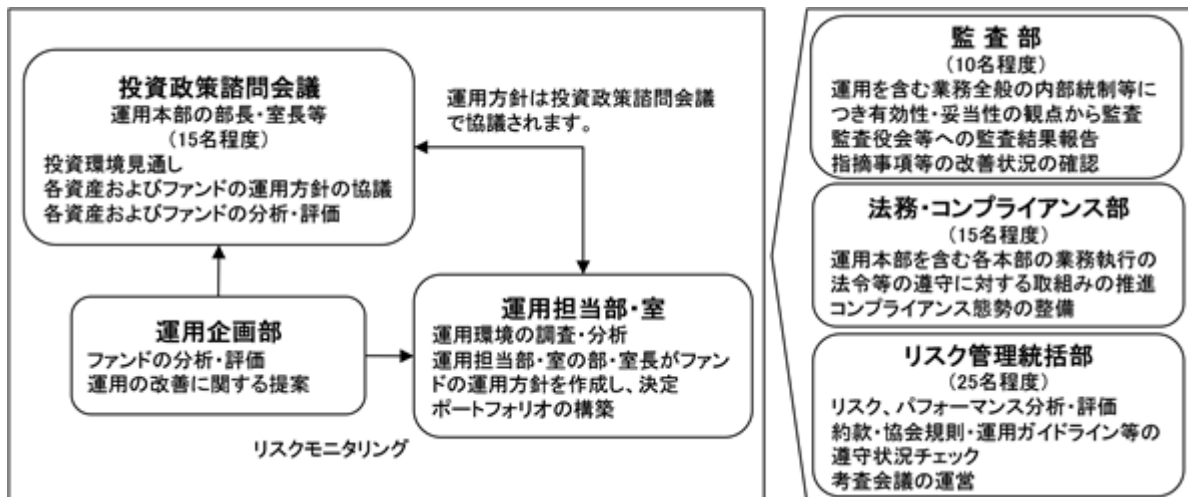 投資政策諮問会議
運用本部の部長・室長等
(15名程度)
投資環境見通し
各資産およびファンドの運用方針の協議
各資産およびファンドの分析・評価
運用方針は投資政策諮問会議
で協議されます。
運用企画部
ファンドの分析・評価
運用の改善に関する提案
運用担当部・室
運用環境の調査・分析
運用担当部・室の部・室長がファン
ドの運用方針を作成し、決定
ポートフォリオの構築
リスクモニタリング
監 査 部
(10名程度)
運用を含む業務全般の内部統制等に
つき有効性・妥当性の観点から監査
監査役会等への監査結果報告
指摘事項等の改善状況の確認
法務・コンプライアンス部
(15名程度)
運用本部を含む各本部の業務執行の
法令等の遵守に対する取組みの推進
コンプライアンス態勢の整備
リスク管理統括部
(25名程度)
リスク、パフォーマンス分析・評価
約款・協会規則・運用ガイドライン等の
遵守状況チェック
考査会議の運営